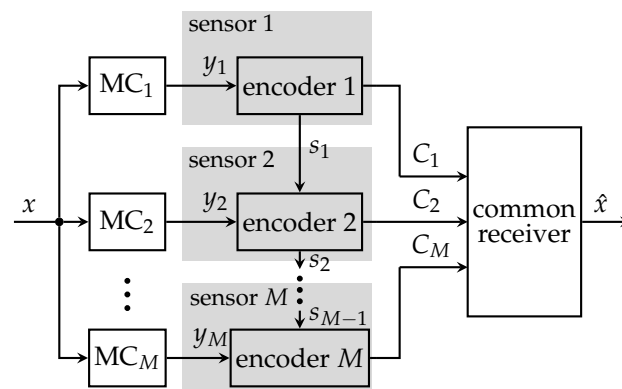 sensor 1
MC₁
y₁
encoder 1
s₁
C₁
sensor 2
x
MC₂
y₂
encoder 2
C₂
common
receiver
x̂
s₂
C_M
sensor M
s_{M−1}
MC_M
y_M
encoder M